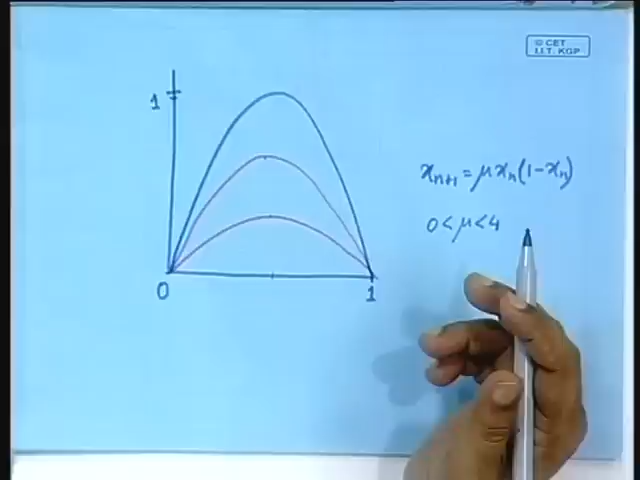 © CET
I.I.T. KGP
1
xₙ₊₁ = μxₙ(1-xₙ)
0 < μ < 4
0
1